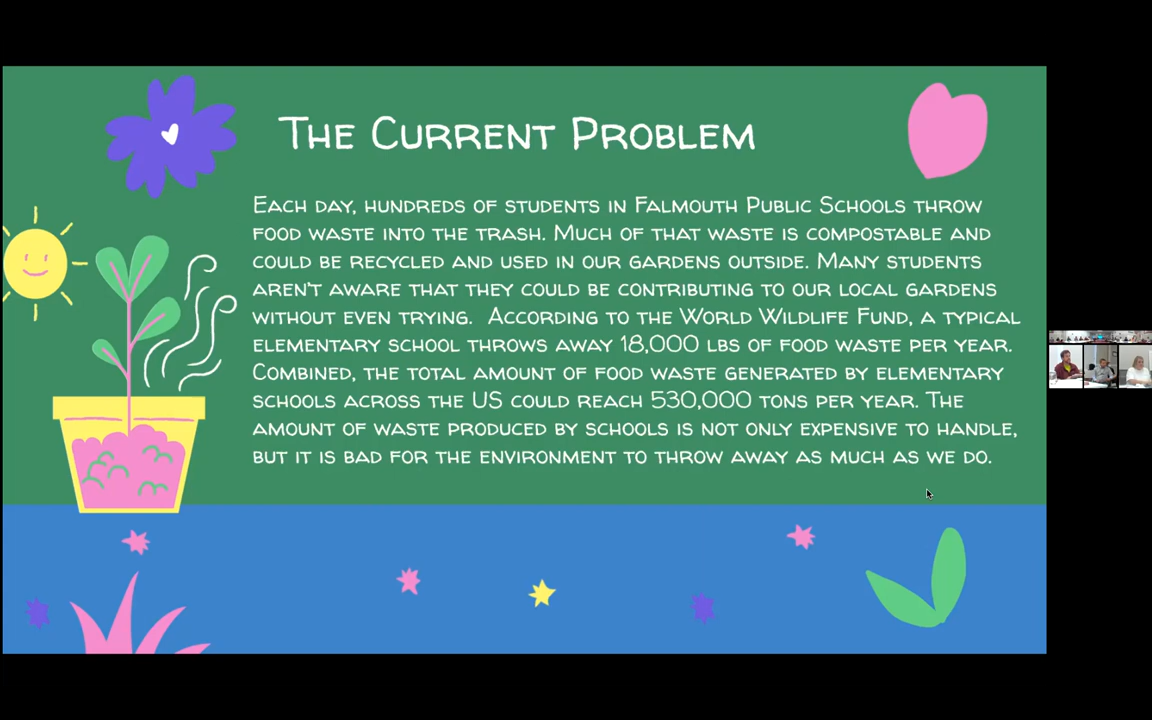 The Current Problem
Each day, hundreds of students in Falmouth Public Schools throw
food waste into the trash. Much of that waste is compostable and
could be recycled and used in our gardens outside. Many students
aren't aware that they could be contributing to our local gardens
without even trying. According to the World Wildlife Fund, a typical
elementary school throws away 18,000 lbs of food waste per year.
Combined, the total amount of food waste generated by elementary
schools across the US could reach 530,000 tons per year. The
amount of waste produced by schools is not only expensive to handle,
but it is bad for the environment to throw away as much as we do.